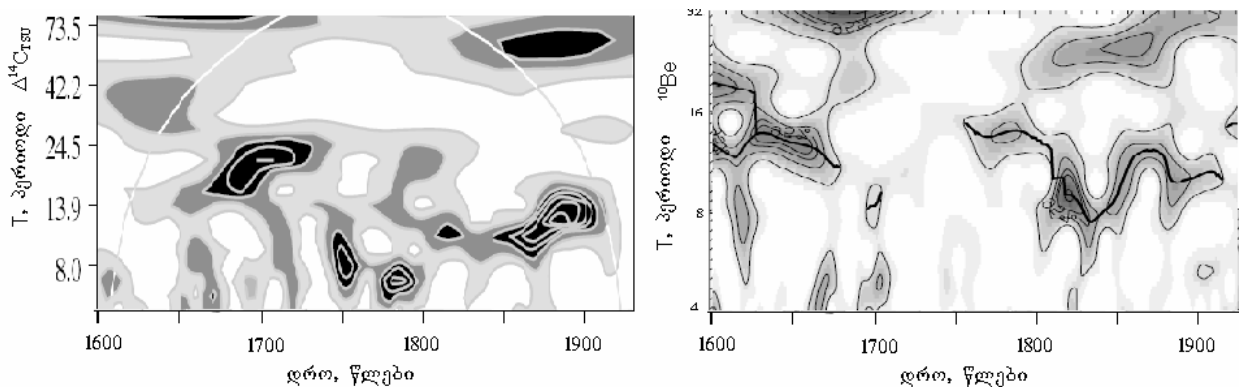 T, პერიოდი Δ¹⁴C_TSU
73.5
42.2
24.5
13.9
8.0
1600 1700 1800 1900
დრო, წლები
T, პერიოდი ¹⁰Be
32
16
8
4
1600 1700 1800 1900
დრო, წლები